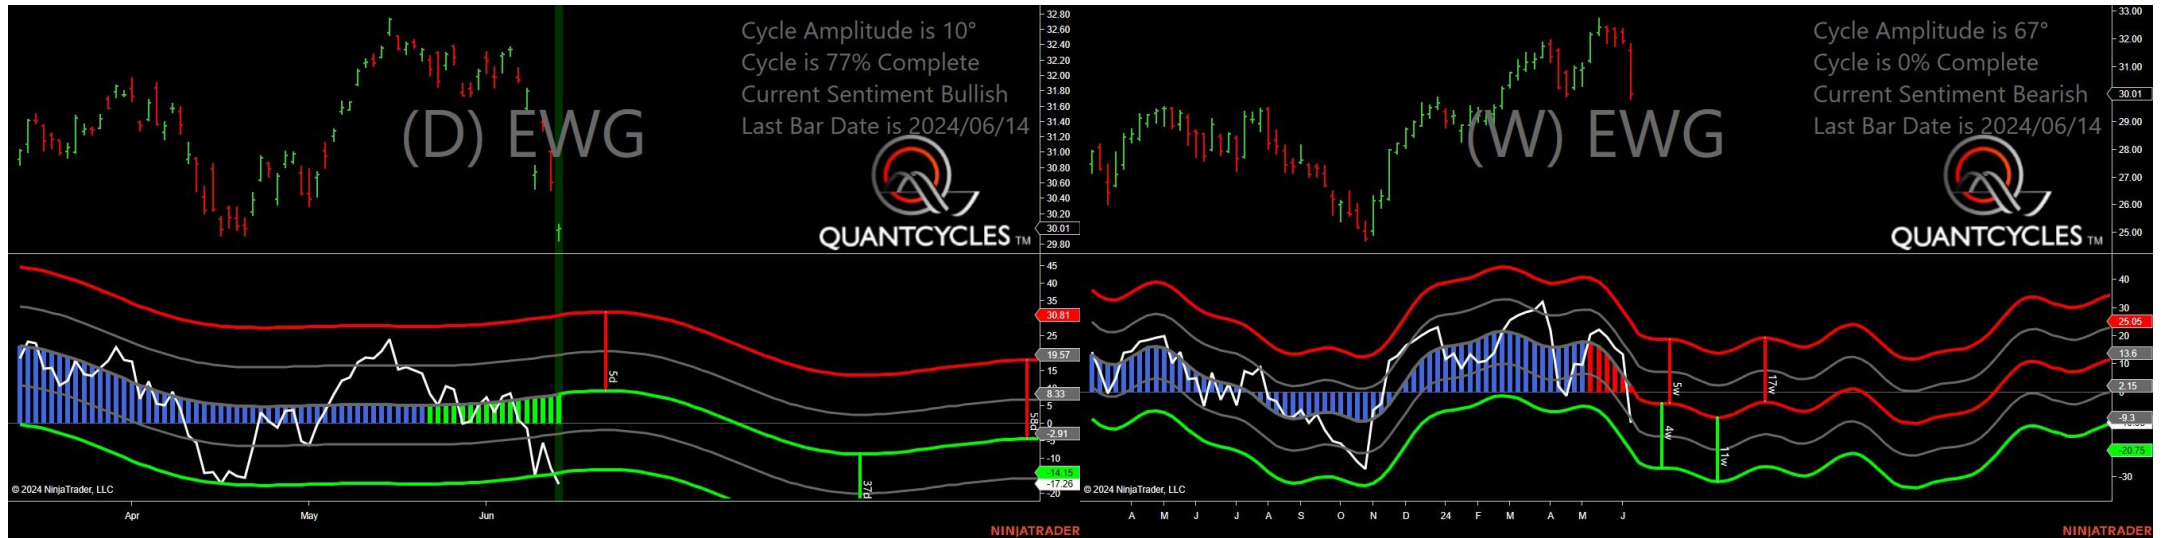 Cycle Amplitude is 10°
Cycle is 77% Complete
Current Sentiment Bullish
Last Bar Date is 2024/06/14
(D) EWG
QUANTCYCLES TM
32.80
32.60
32.40
32.20
32.00
31.80
31.60
31.40
31.20
31.00
30.80
30.60
30.40
30.20
30.01
29.80
45
40
35
30.81
25
19.57
15
8.33
5
0
-2.91
-10
-14.15
-17.26
-20
5d
37d
58d
© 2024 NinjaTrader, LLC
Apr May Jun
NINJATRADER
Cycle Amplitude is 67°
Cycle is 0% Complete
Current Sentiment Bearish
Last Bar Date is 2024/06/14
(W) EWG
QUANTCYCLES TM
33.00
32.00
31.00
30.01
29.00
28.00
27.00
26.00
25.00
40
30
25.05
20
13.6
10
2.15
0
-9.3
-20.75
-30
5w
17w
4w
11w
© 2024 NinjaTrader, LLC
A M J J A S O N D 24 F M A M J
NINJATRADER